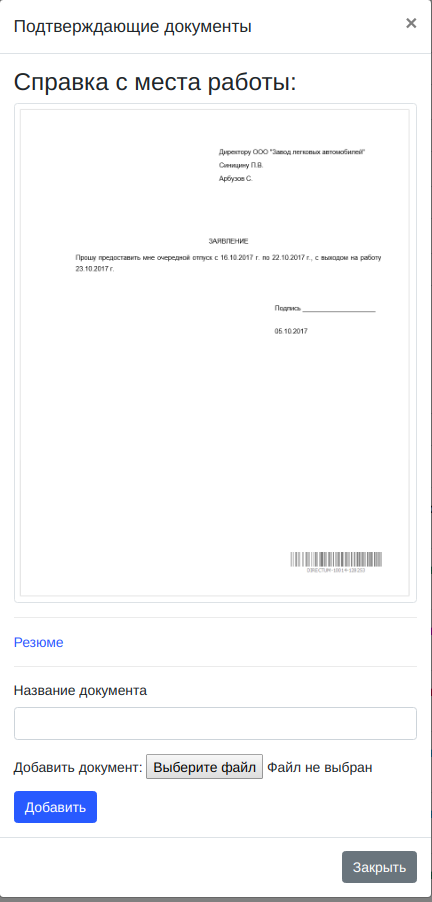 Подтверждающие документы
×
Справка с места работы:
Директору ООО "Завод легковых автомобилей"
Синицину П.В.
Арбузов С.
ЗАЯВЛЕНИЕ
Прошу предоставить мне очередной отпуск с 16.10.2017 г. по 22.10.2017 г., с выходом на работу
23.10.2017 г.
Подпись ____________________
05.10.2017
Резюме
Название документа
Добавить документ: Выберите файл Файл не выбран
Добавить
Закрыть